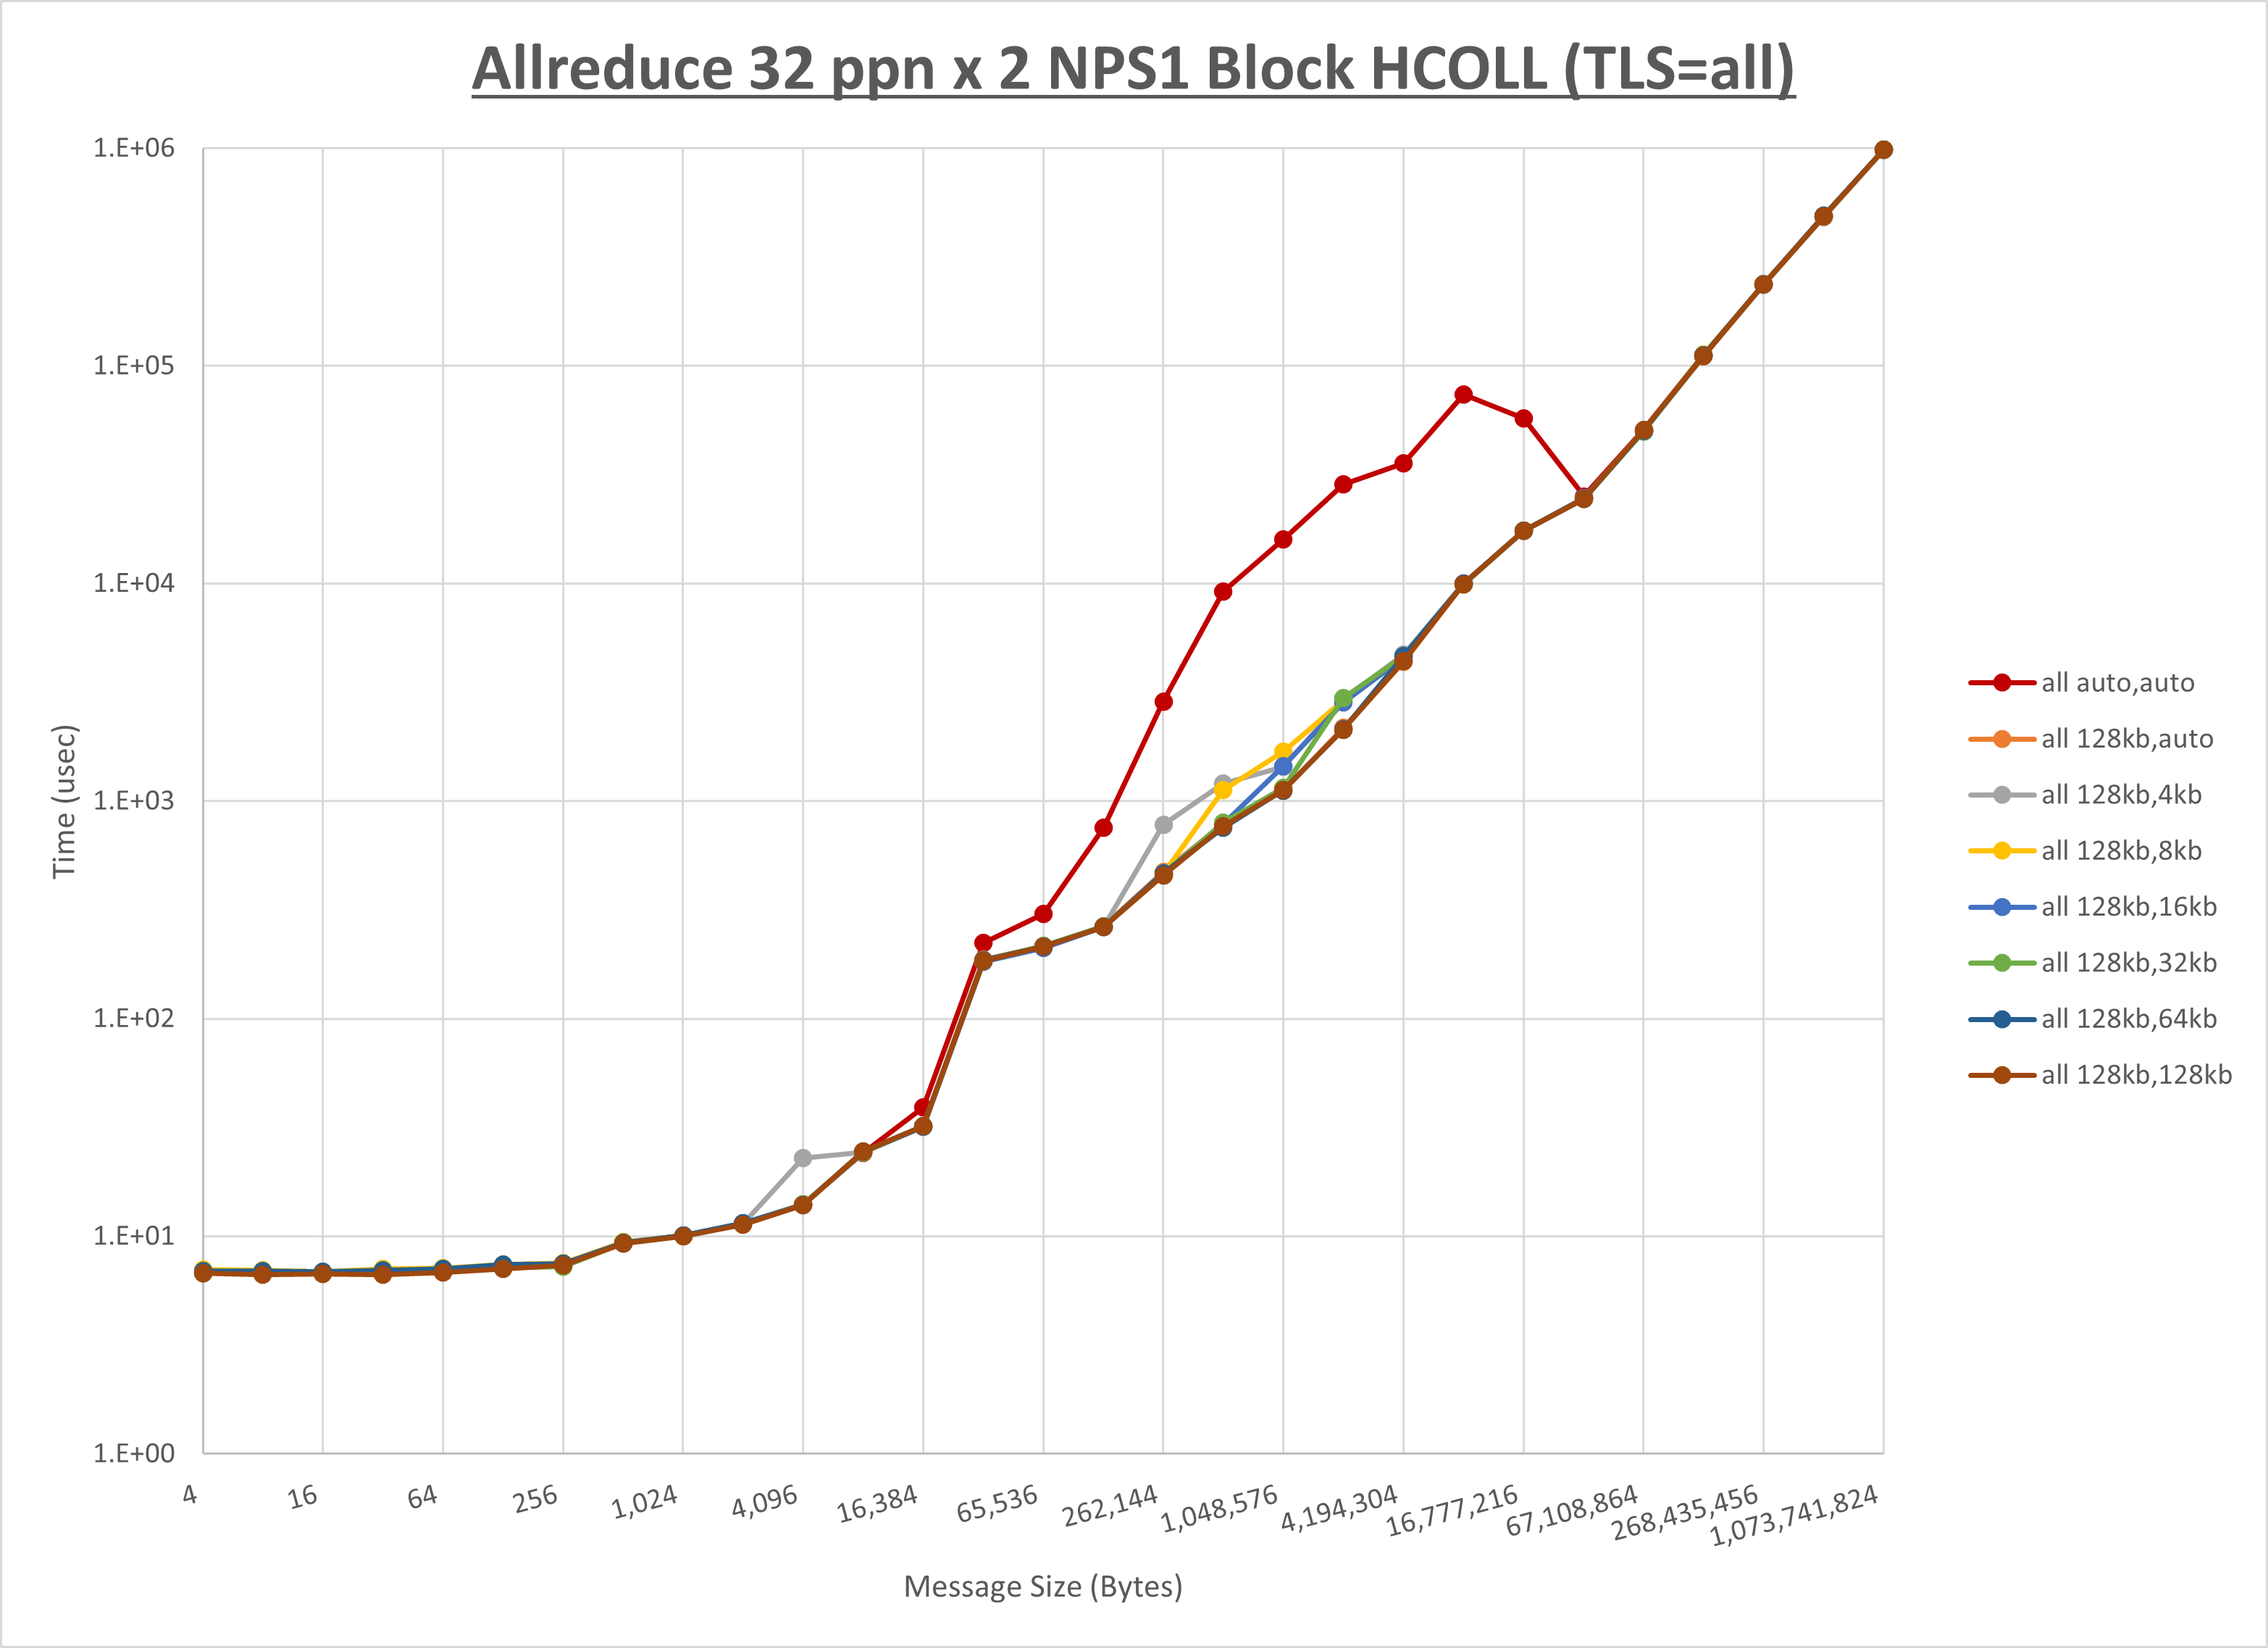 Allreduce 32 ppn x 2 NPS1 Block HCOLL (TLS=all)
1.E+06
1.E+05
1.E+04
1.E+03
1.E+02
1.E+01
1.E+00
Time (usec)
4
16
64
256
1,024
4,096
16,384
65,536
262,144
1,048,576
4,194,304
16,777,216
67,108,864
268,435,456
1,073,741,824
Message Size (Bytes)
all auto,auto
all 128kb,auto
all 128kb,4kb
all 128kb,8kb
all 128kb,16kb
all 128kb,32kb
all 128kb,64kb
all 128kb,128kb